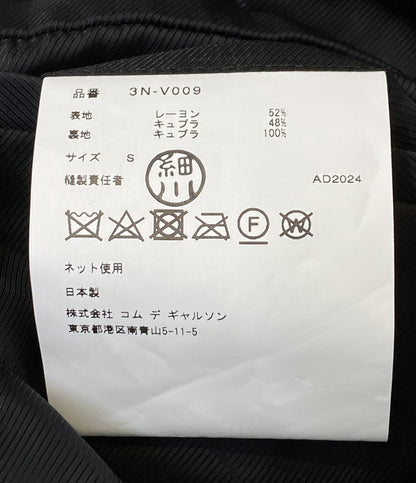 品番 3N-V009
表地 レーヨン 52%
キュプラ 48%
裏地 キュプラ 100%
サイズ S
縫製責任者 細川 AD2024
F W
ネット使用
日本製
株式会社 コム デ ギャルソン
東京都港区南青山5-11-5